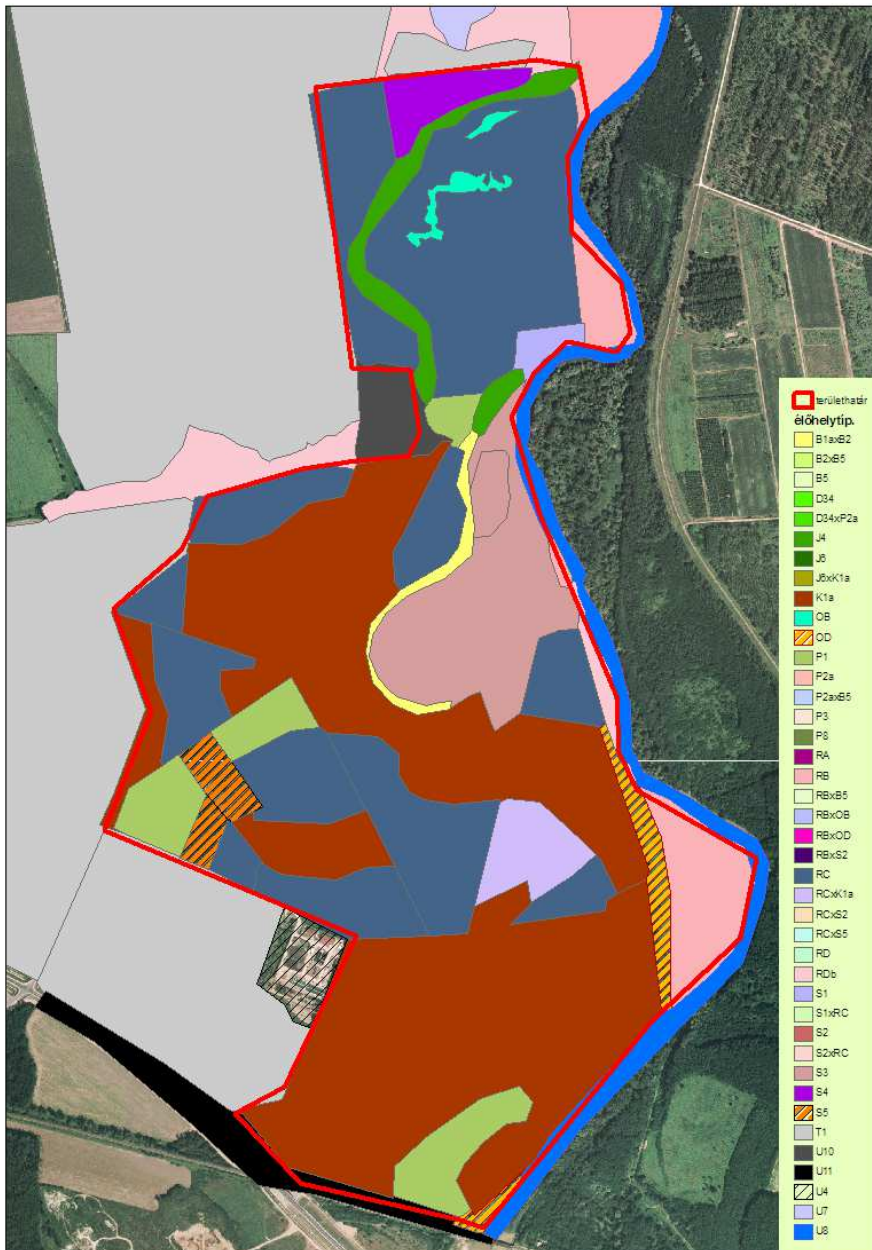 területhatár
élőhelytíp.
B1axB2
B2xB5
B5
D34
D34xP2a
J4
J6
J6xK1a
K1a
OB
OD
P1
P2a
P2axB5
P3
P8
RA
RB
RBxB5
RBxOB
RBxOD
RBxS2
RC
RCxK1a
RCxS2
RCxS5
RD
RDb
S1
S1xRC
S2
S2xRC
S3
S4
S5
T1
U10
U11
U4
U7
U8